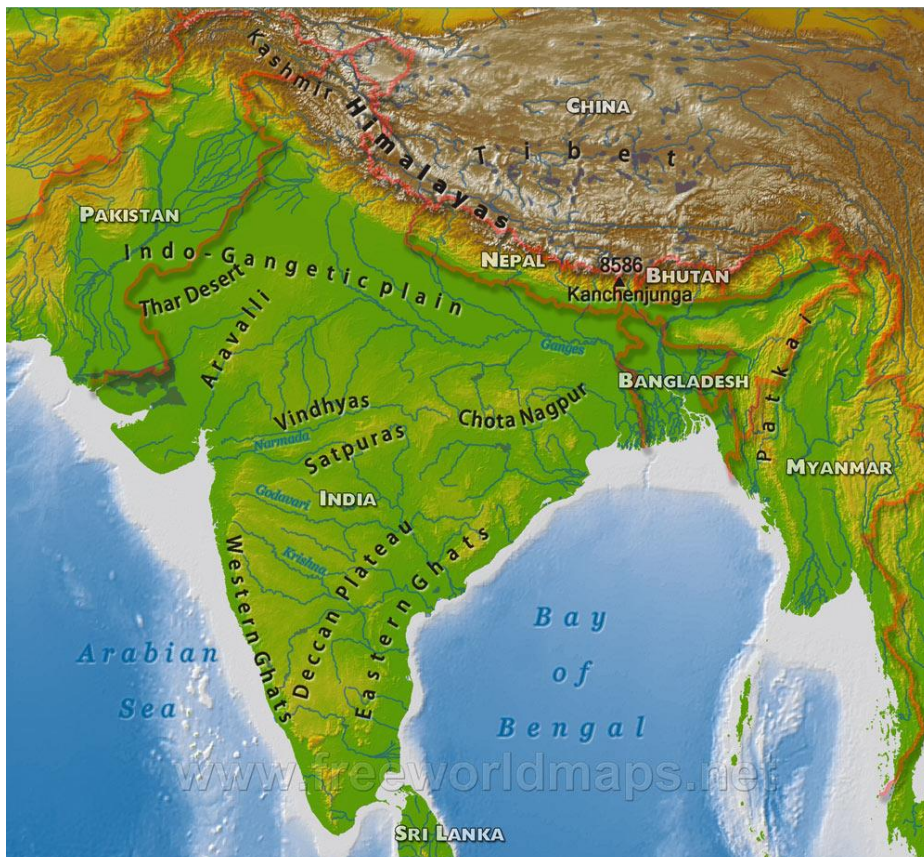 Kashmir
Himalayas
CHINA
Tibet
PAKISTAN
Indo-Gangetic plain
NEPAL
8586
BHUTAN
Kanchenjunga
Thar Desert
Aravalli
Patkai
Ganges
BANGLADESH
Vindhyas
Chota Nagpur
Narmada
Satpuras
MYANMAR
Godavari
INDIA
Krishna
Western Ghats
Deccan Plateau
Eastern Ghats
Arabian
Sea
Bay
of
Bengal
www.freeworldmaps.net
SRI LANKA